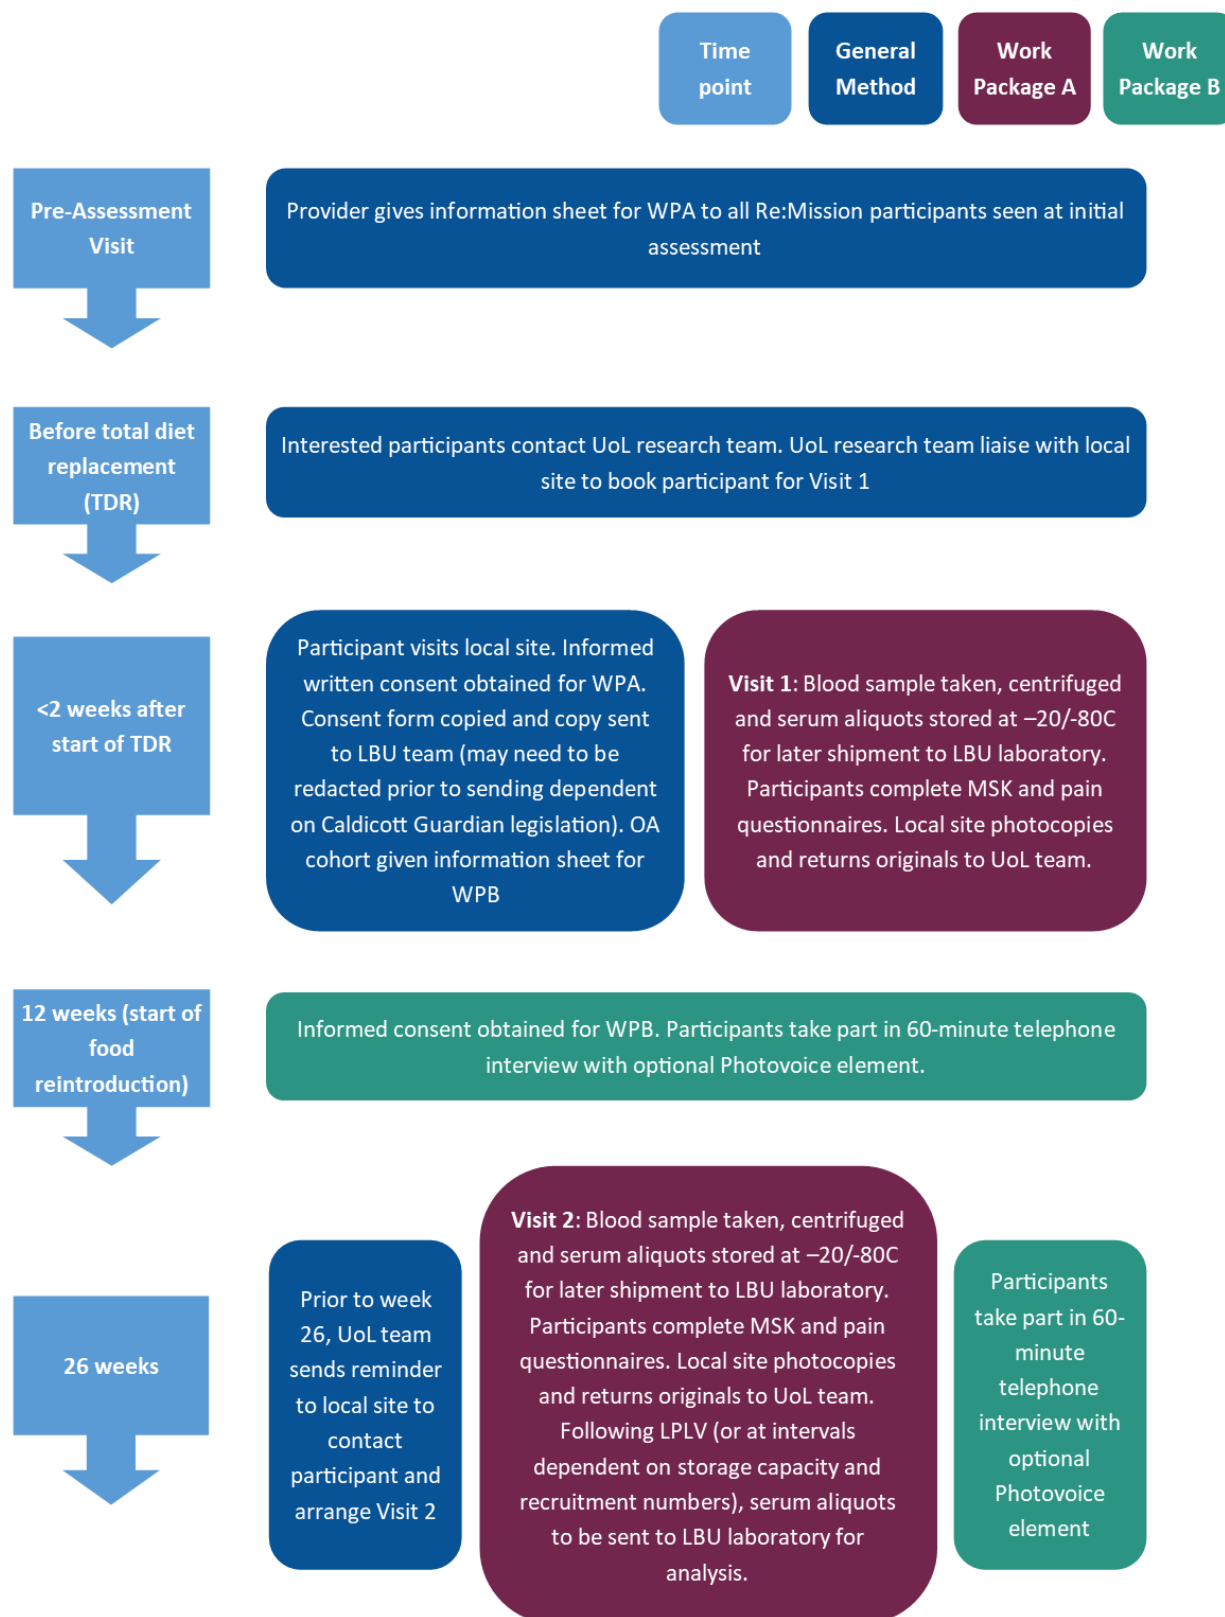 Time
point
General
Method
Work
Package A
Work
Package B
Pre-Assessment
Visit
Provider gives information sheet for WPA to all Re:Mission participants seen at initial
assessment
Before total diet
replacement
(TDR)
Interested participants contact UoL research team. UoL research team liaise with local
site to book participant for Visit 1
<2 weeks after
start of TDR
Participant visits local site. Informed
written consent obtained for WPA.
Consent form copied and copy sent
to LBU team (may need to be
redacted prior to sending dependent
on Caldicott Guardian legislation). OA
cohort given information sheet for
WPB
Visit 1: Blood sample taken, centrifuged
and serum aliquots stored at –20/-80C
for later shipment to LBU laboratory.
Participants complete MSK and pain
questionnaires. Local site photocopies
and returns originals to UoL team.
12 weeks (start of
food
reintroduction)
Informed consent obtained for WPB. Participants take part in 60-minute telephone
interview with optional Photovoice element.
26 weeks
Prior to week
26, UoL team
sends reminder
to local site to
contact
participant and
arrange Visit 2
Visit 2: Blood sample taken, centrifuged
and serum aliquots stored at –20/-80C
for later shipment to LBU laboratory.
Participants complete MSK and pain
questionnaires. Local site photocopies
and returns originals to UoL team.
Following LPLV (or at intervals
dependent on storage capacity and
recruitment numbers), serum aliquots
to be sent to LBU laboratory for
analysis.
Participants
take part in 60-
minute
telephone
interview with
optional
Photovoice
element